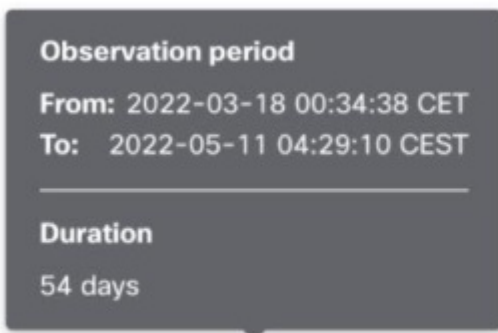 Observation period
From: 2022-03-18 00:34:38 CET
To: 2022-05-11 04:29:10 CEST
Duration
54 days